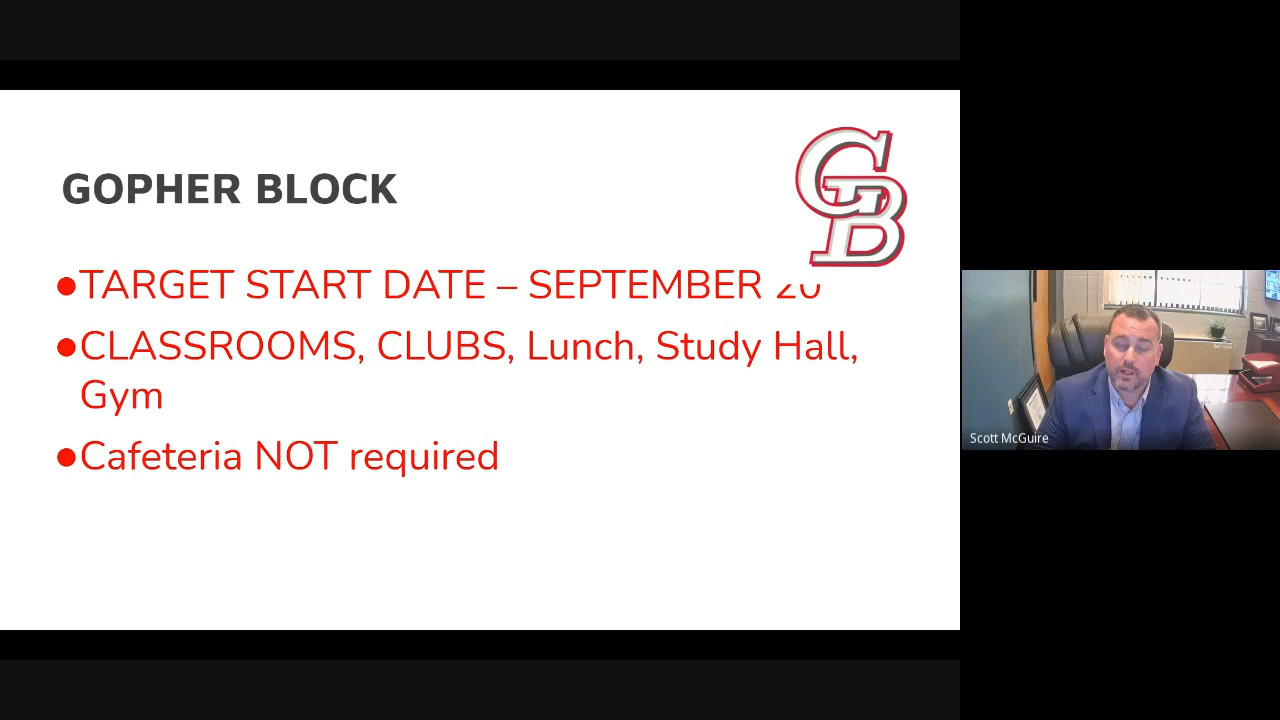 GOPHER BLOCK
GB
●TARGET START DATE – SEPTEMBER
●CLASSROOMS, CLUBS, Lunch, Study Hall,
Gym
●Cafeteria NOT required
Scott McGuire